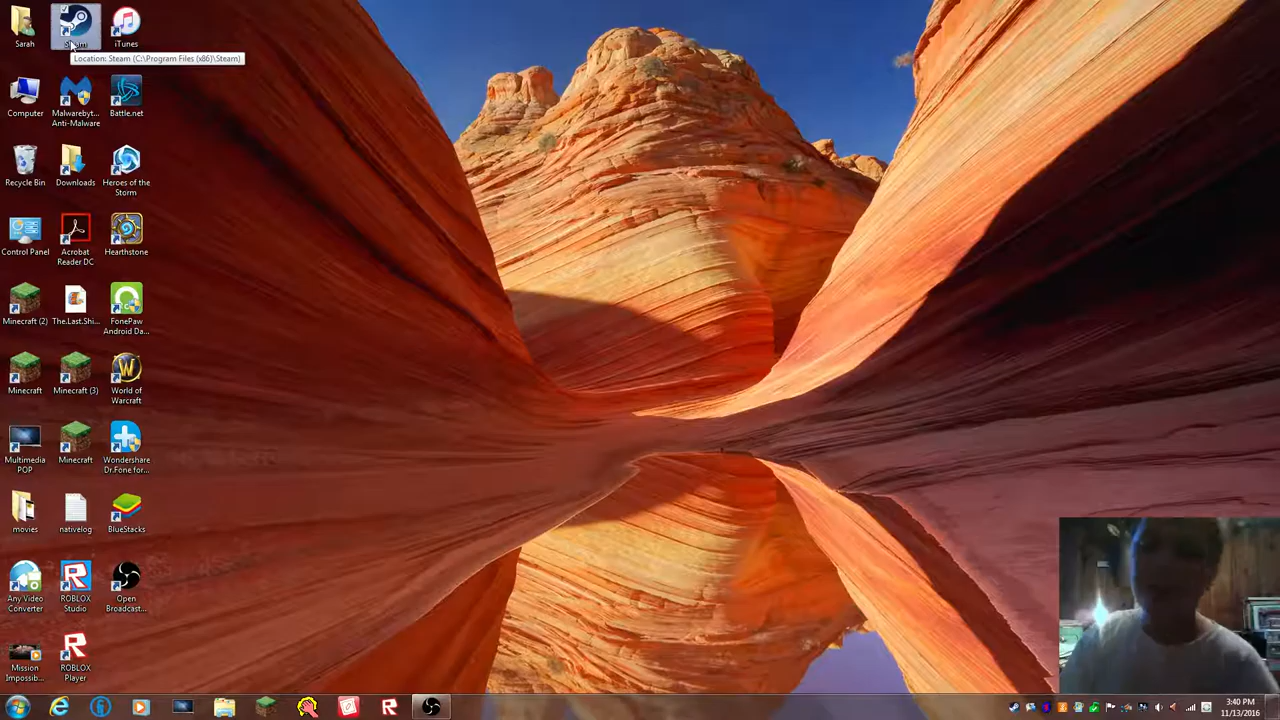 Sarah
Steam
iTunes
Location: Steam (C:\Program Files (x86)\Steam)
Computer
Malwarebyt...
Anti-Malware
Battle.net
Recycle Bin
Downloads
Heroes of the
Storm
Control Panel
Acrobat
Reader DC
Hearthstone
Minecraft (2)
The.Last.Shi...
FonePaw
Android Da...
Minecraft
Minecraft (3)
World of
Warcraft
Multimedia
POP
Minecraft
Wondershare
Dr.Fone for...
movies
nativelog
BlueStacks
Any Video
Converter
ROBLOX
Studio
Open
Broadcast...
Mission
Impossib...
ROBLOX
Player
3:40 PM
11/13/2016